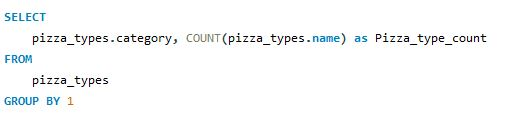 SELECT
pizza_types.category, COUNT(pizza_types.name) as Pizza_type_count
FROM
pizza_types
GROUP BY 1